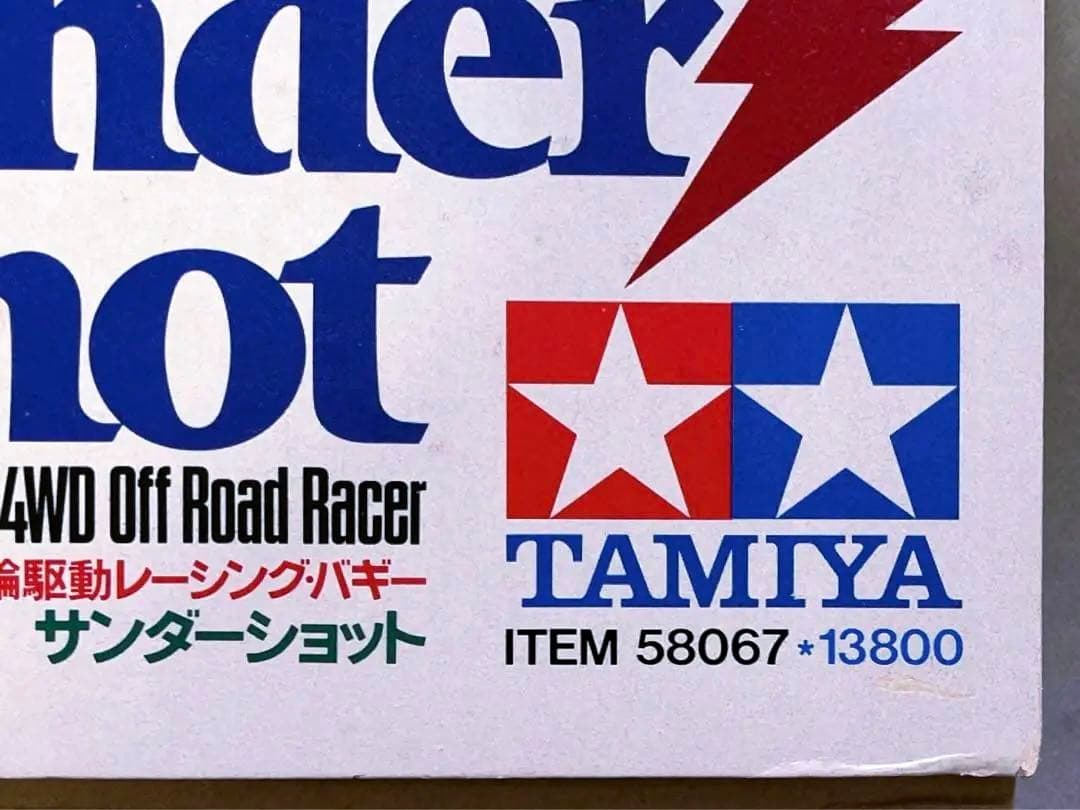 nder
hot
4WD Off Road Racer
輪駆動レーシング・バギー
サンダーショット
TAMIYA
ITEM 58067 *13800